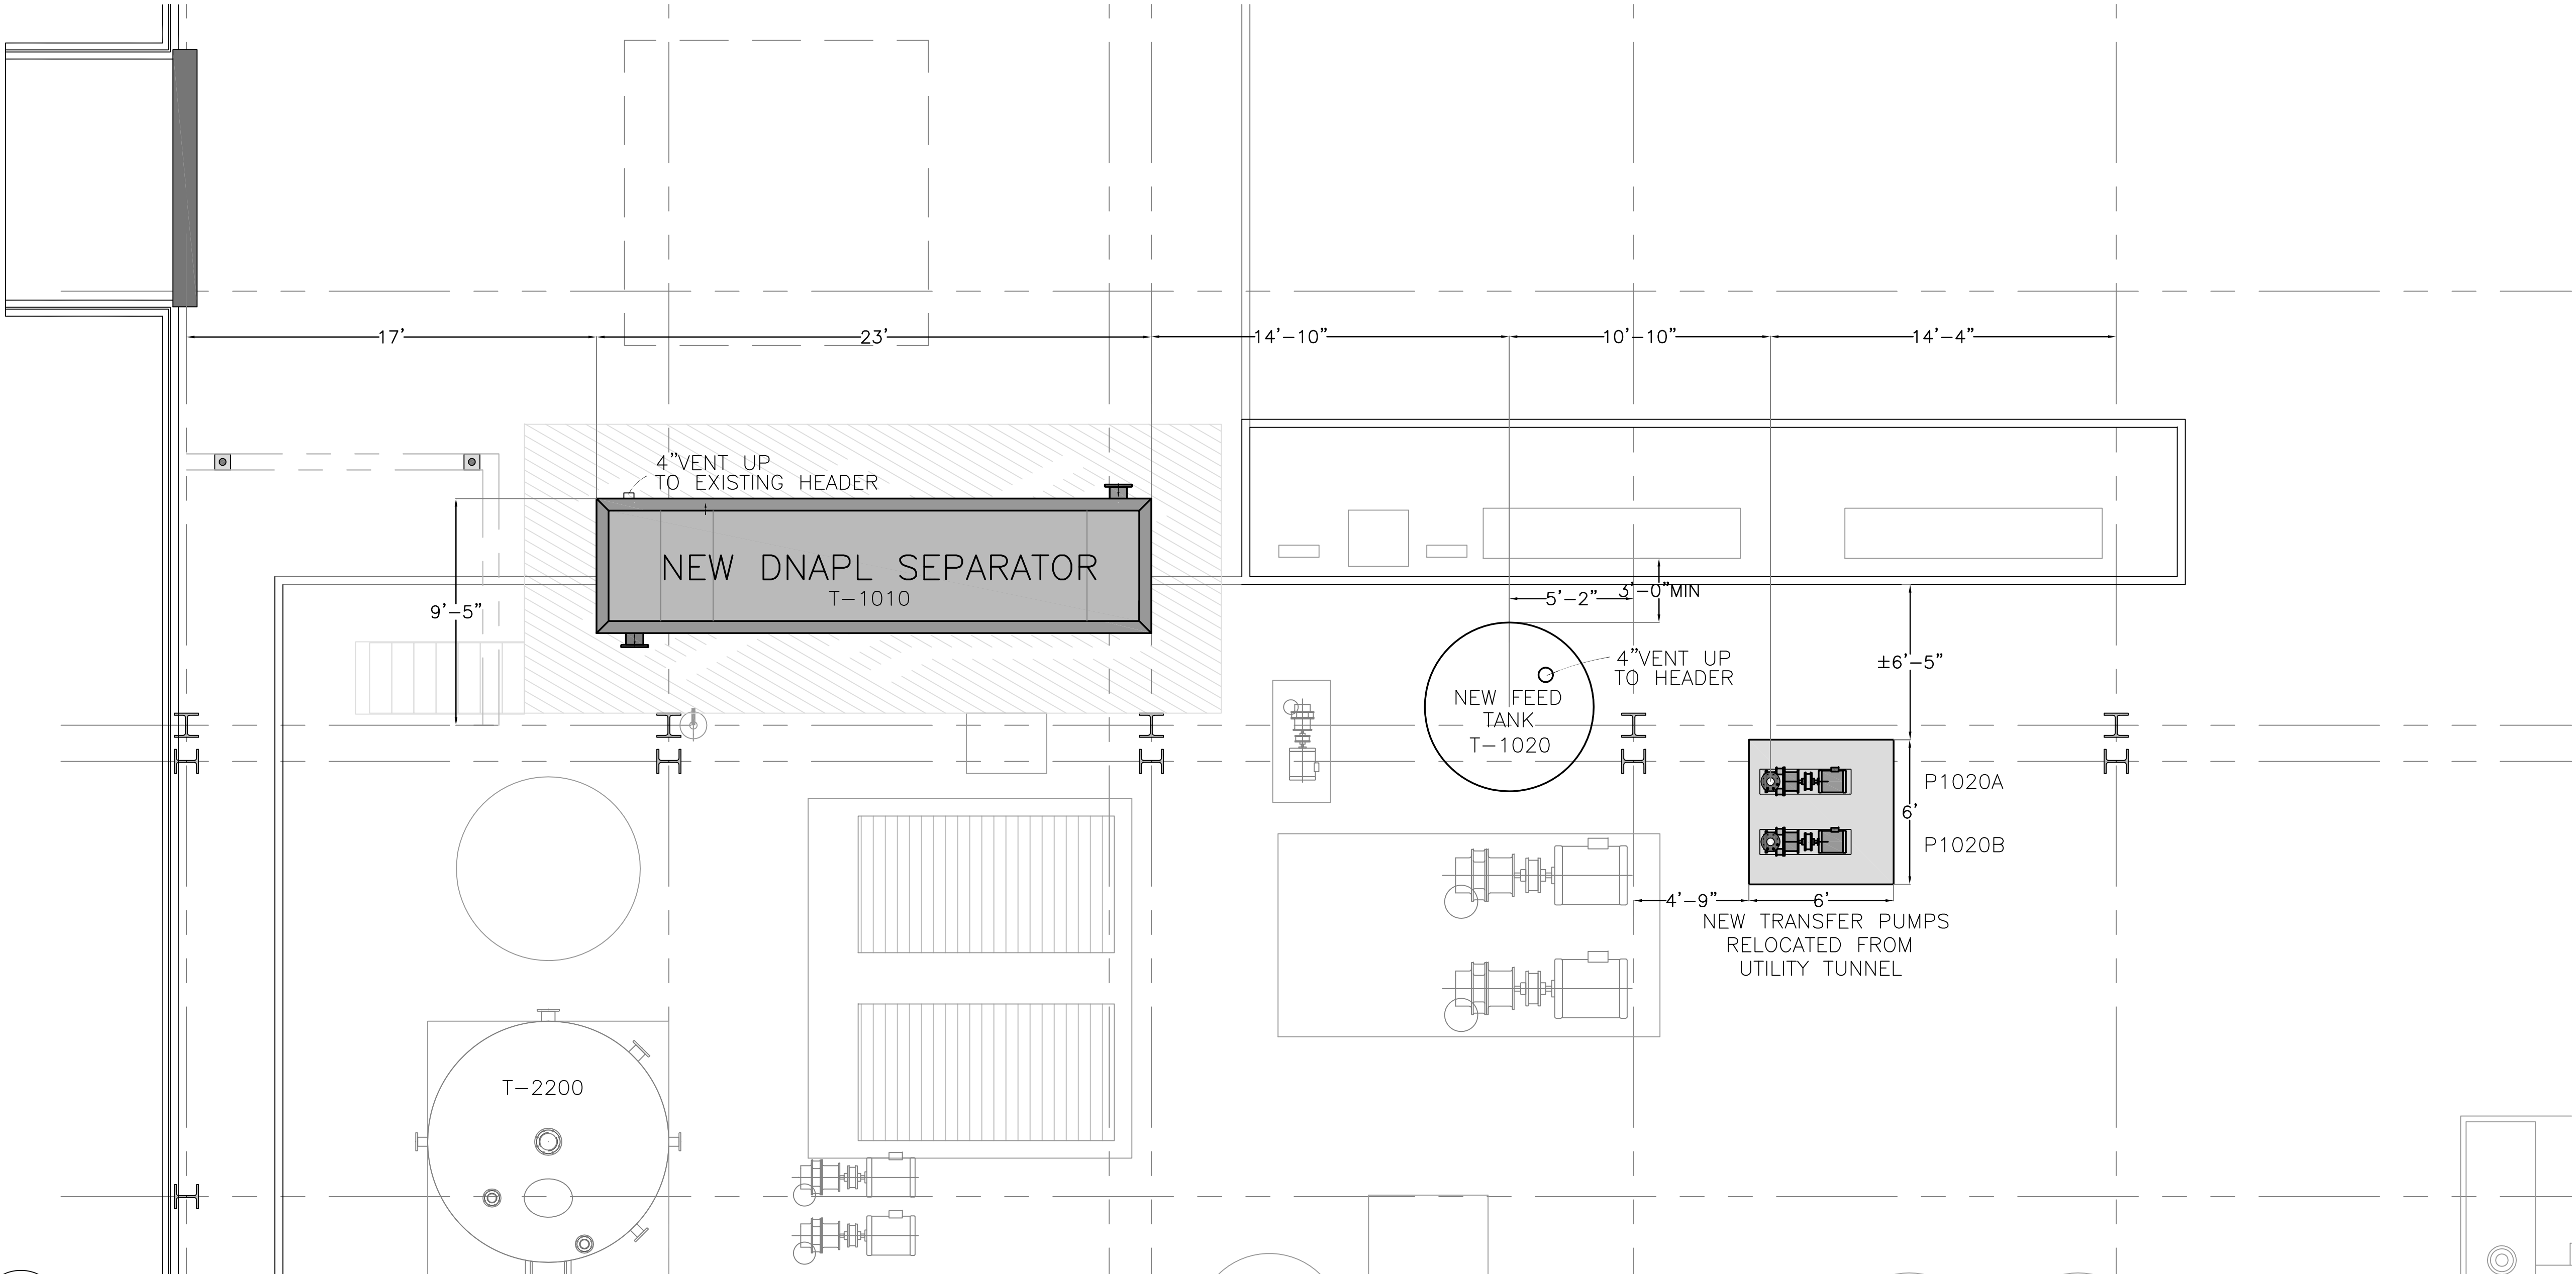 17'
23'
14'-10"
10'-10"
14'-4"
4"VENT UP
TO EXISTING HEADER
NEW DNAPL SEPARATOR
T-1010
9'-5"
5'-2"
3'-0"MIN
±6'-5"
4"VENT UP
TO HEADER
NEW FEED
TANK
T-1020
P1020A
6'
P1020B
4'-9"
6'
NEW TRANSFER PUMPS
RELOCATED FROM
UTILITY TUNNEL
T-2200